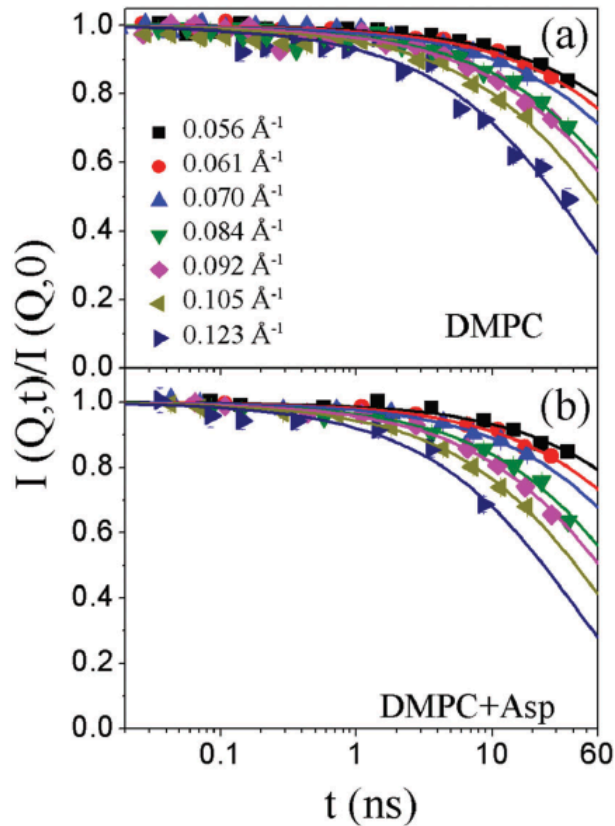 (a)
1.0
0.8
0.6
0.4
0.2
0.0
0.056 Å⁻¹
0.061 Å⁻¹
0.070 Å⁻¹
0.084 Å⁻¹
0.092 Å⁻¹
0.105 Å⁻¹
0.123 Å⁻¹
DMPC
I (Q,t)/I (Q,0)
(b)
1.0
0.8
0.6
0.4
0.2
0.0
DMPC+Asp
0.1 1 10 60
t (ns)